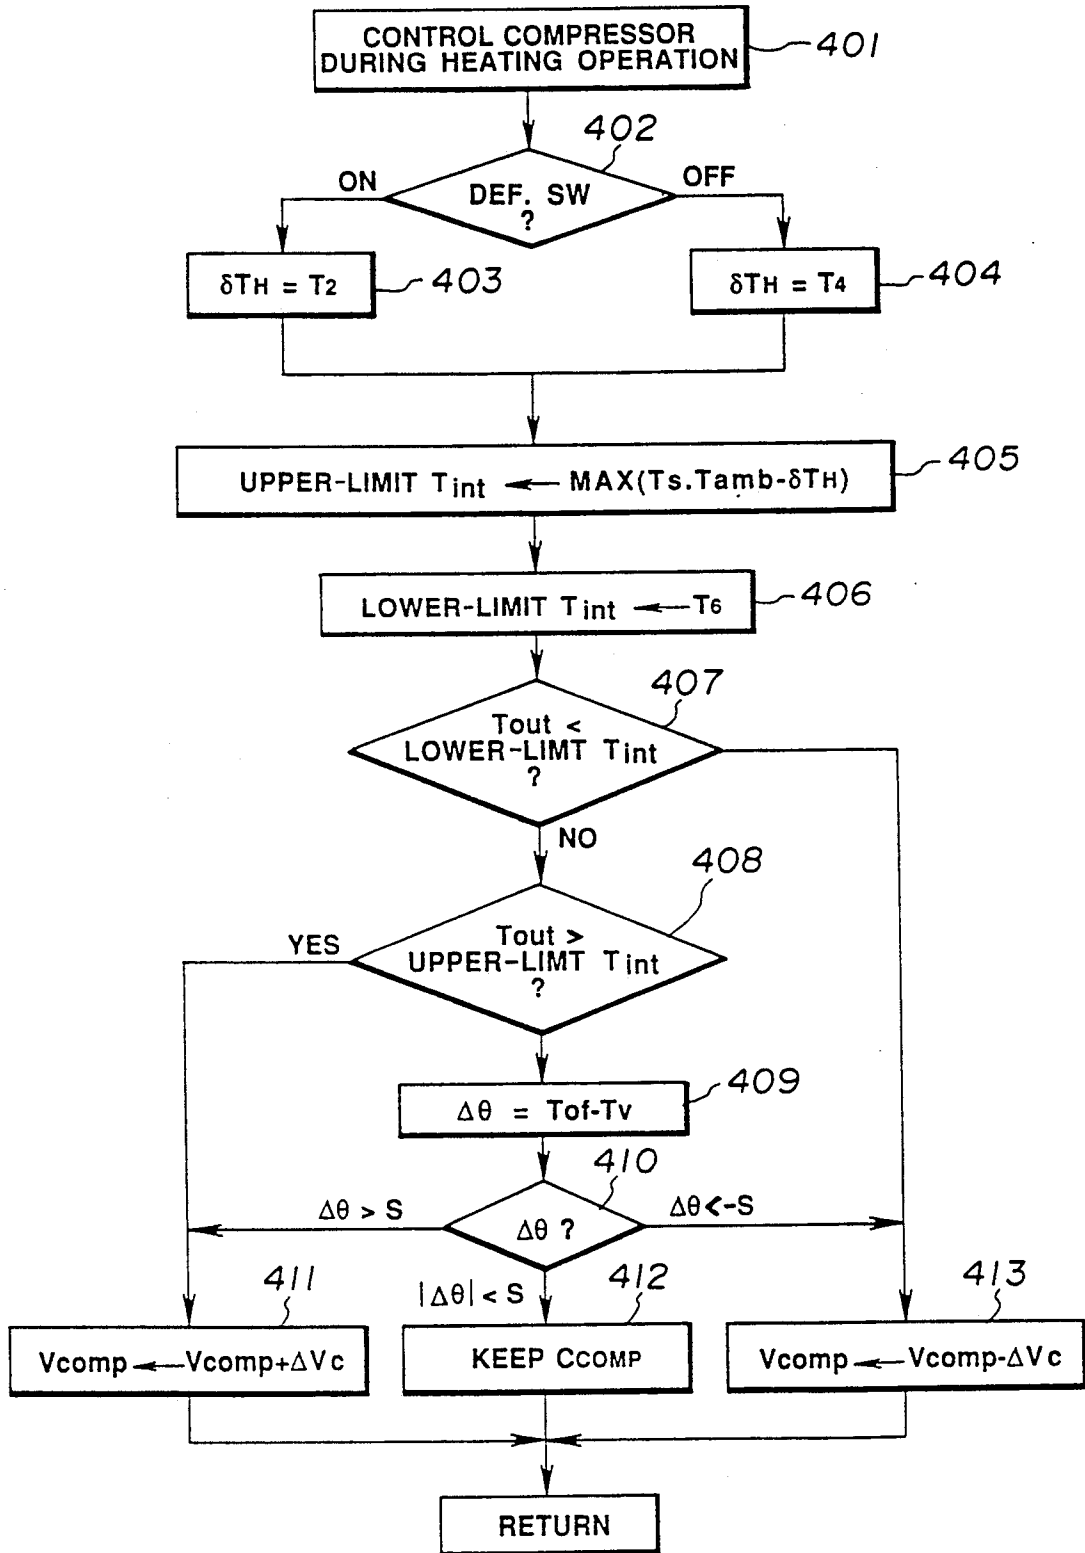 CONTROL COMPRESSOR
DURING HEATING OPERATION
401
402
ON
OFF
DEF. SW
?
δTH = T2
403
δTH = T4
404
UPPER-LIMIT Tint ← MAX(Ts.Tamb-δTH)
405
LOWER-LIMIT Tint ← T6
406
407
Tout <
LOWER-LIMT Tint
?
NO
408
YES
Tout >
UPPER-LIMT Tint
?
409
Δθ = Tof-Tv
410
Δθ > S
Δθ ?
Δθ < -S
|Δθ| < S
411
412
413
Vcomp ← Vcomp+ΔVc
KEEP CCOMP
Vcomp ← Vcomp-ΔVc
RETURN